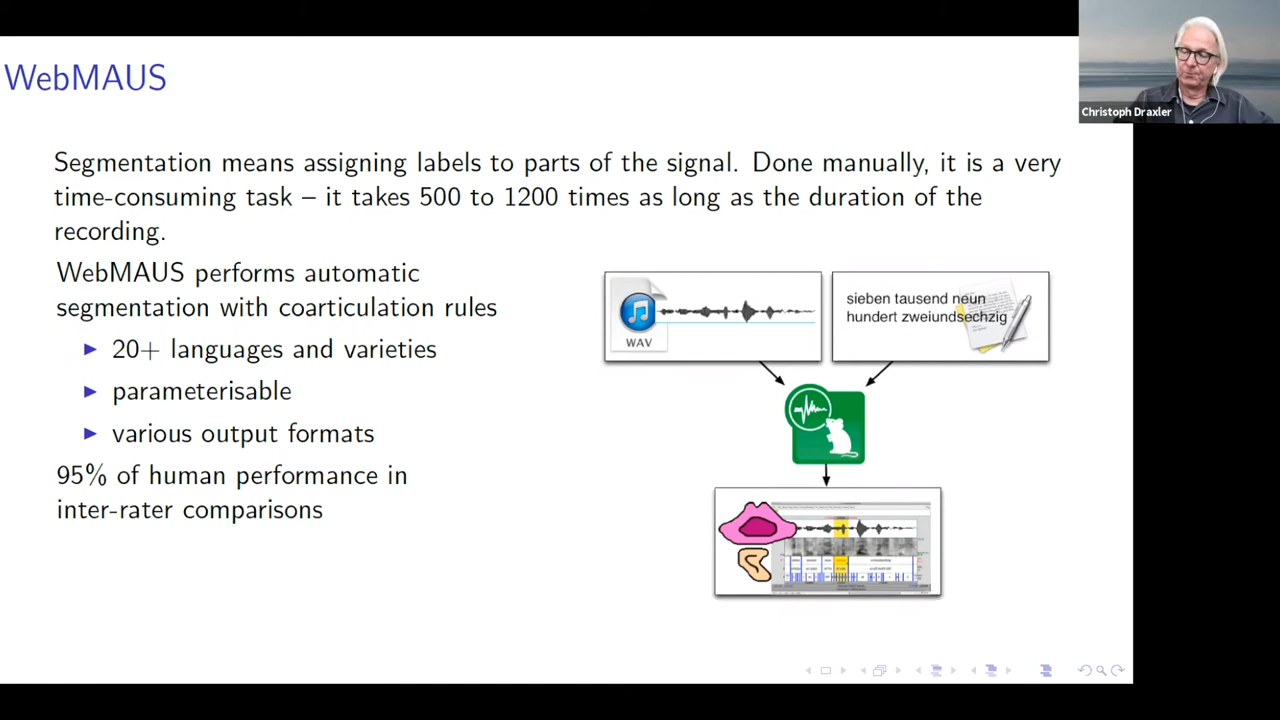 WebMAUS
Christoph Draxler
Segmentation means assigning labels to parts of the signal. Done manually, it is a very
time-consuming task – it takes 500 to 1200 times as long as the duration of the
recording.
WebMAUS performs automatic
segmentation with coarticulation rules
20+ languages and varieties
parameterisable
various output formats
95% of human performance in
inter-rater comparisons
WAV
sieben tausend neun
hundert zweiundsechzig